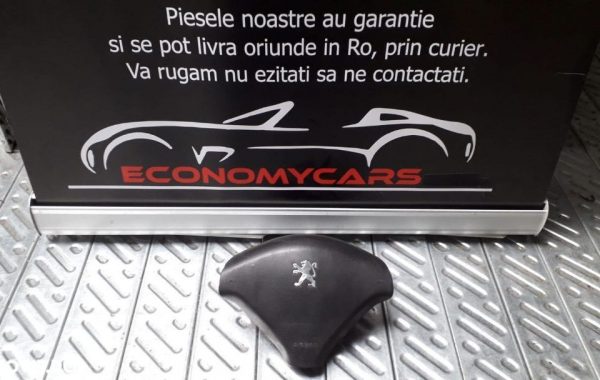 Piesele noastre au garantie
si se pot livra oriunde in Ro, prin curier.
Va rugam nu ezitati sa ne contactati.
ECONOMYCARS